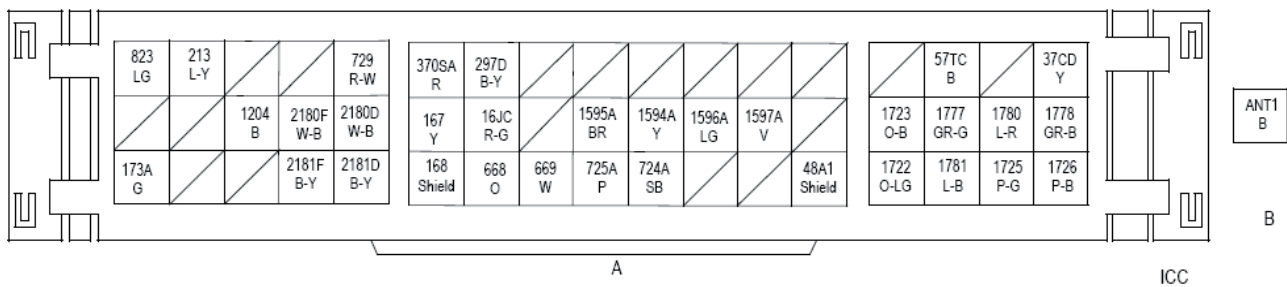 823 213 729 370SA 297D 57TC 37CD
LG L-Y R-W R B-Y B Y
1204 2180F 2180D 167 16JC 1595A 1594A 1596A 1597A 1723 1777 1780 1778 ANT1
B W-B W-B Y R-G BR Y LG V O-B GR-G L-R GR-B B
173A 2181F 2181D 168 668 669 725A 724A 48A1 1722 1781 1725 1726
G B-Y B-Y Shield O W P SB Shield O-LG L-B P-G P-B
B
A
ICC